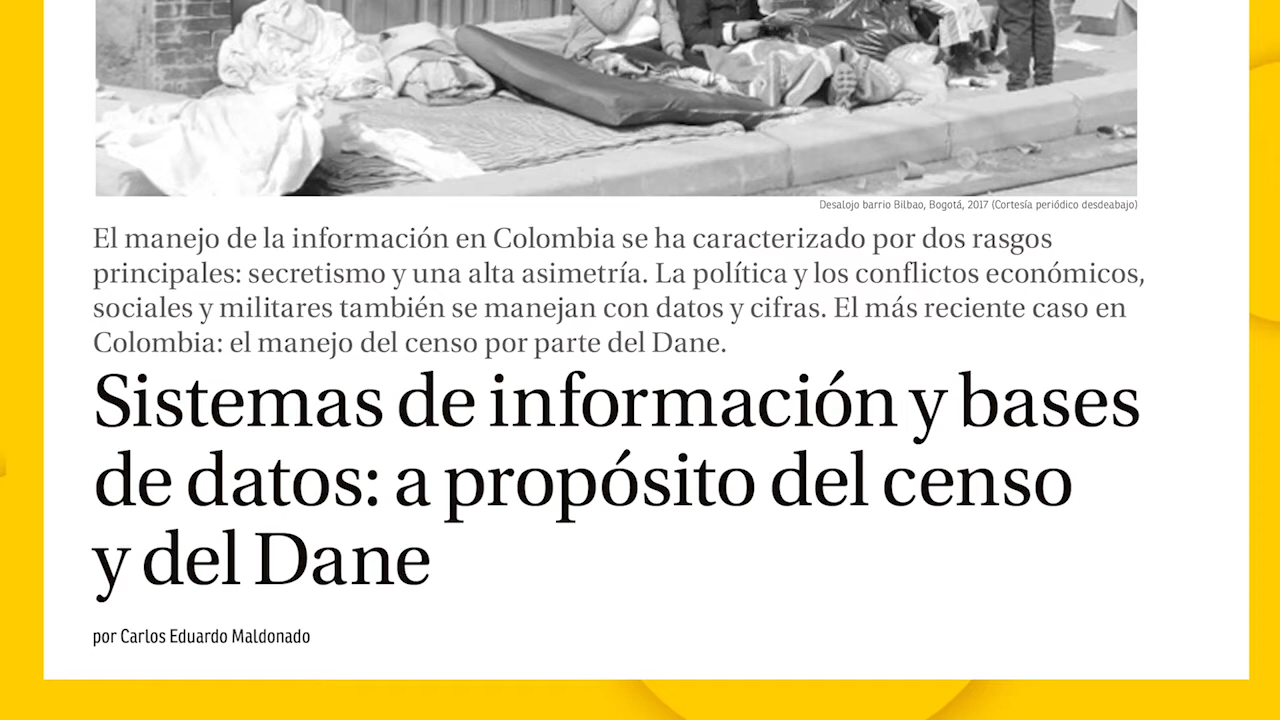 Desalojo barrio Bilbao, Bogotá, 2017 (Cortesía periódico desdeabajo)
El manejo de la información en Colombia se ha caracterizado por dos rasgos
principales: secretismo y una alta asimetría. La política y los conflictos económicos,
sociales y militares también se manejan con datos y cifras. El más reciente caso en
Colombia: el manejo del censo por parte del Dane.
Sistemas de información y bases
de datos: a propósito del censo
y del Dane
por Carlos Eduardo Maldonado